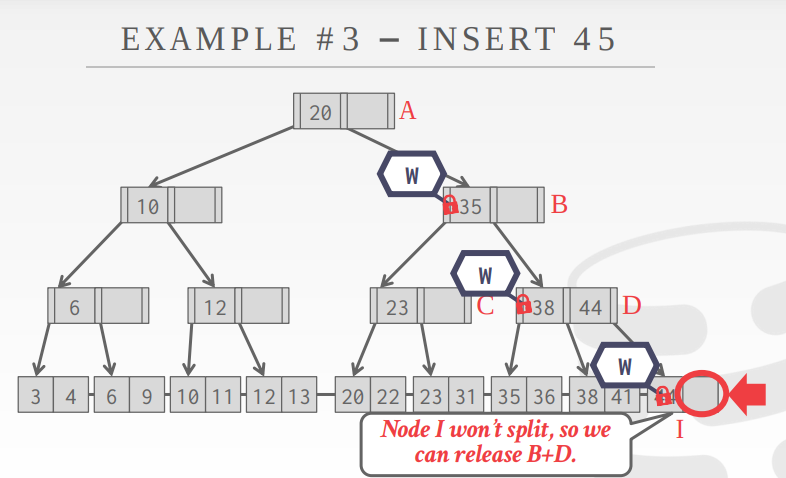 EXAMPLE #3 – INSERT 45
20 A
W
10 35 B
W
6 12 23 C 38 44 D
W
3 4 6 9 10 11 12 13 20 22 23 31 35 36 38 41 44
Node I won't split, so we I
can release B+D.